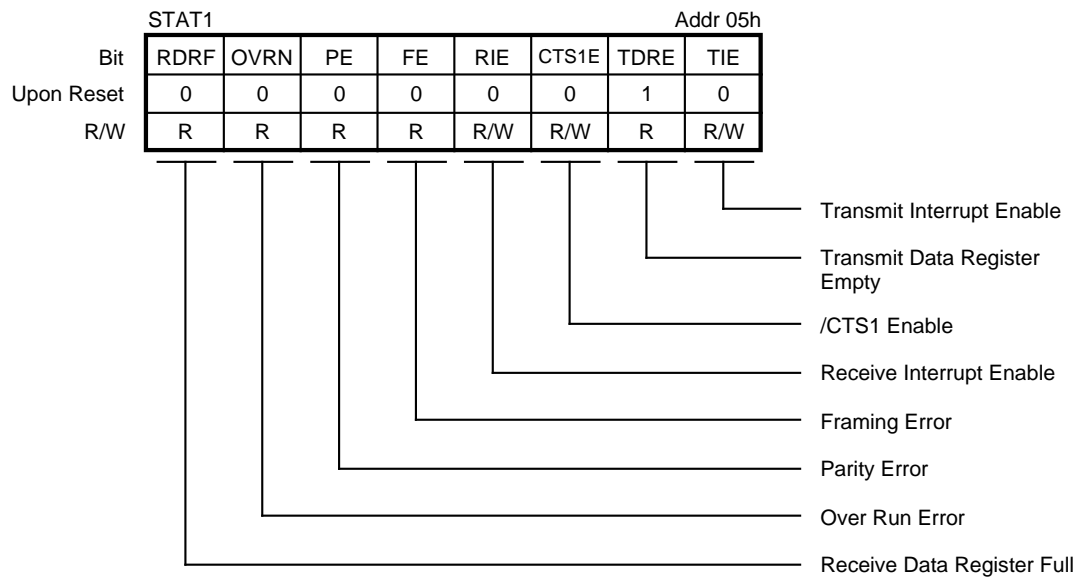 STAT1 Addr 05h
Bit RDRF OVRN PE FE RIE CTS1E TDRE TIE
Upon Reset 0 0 0 0 0 0 1 0
R/W R R R R R/W R/W R R/W
Transmit Interrupt Enable
Transmit Data Register
Empty
/CTS1 Enable
Receive Interrupt Enable
Framing Error
Parity Error
Over Run Error
Receive Data Register Full